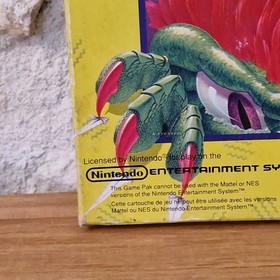 Licensed by Nintendo® for play on the
Nintendo ENTERTAINMENT SY
This Game Pak cannot be used with the Mattel or NES
versions of the Nintendo Entertainment System™
Cette cartouche de jeu ne peut être utilisée avec les versions
Mattel ou NES du Nintendo Entertainment System™